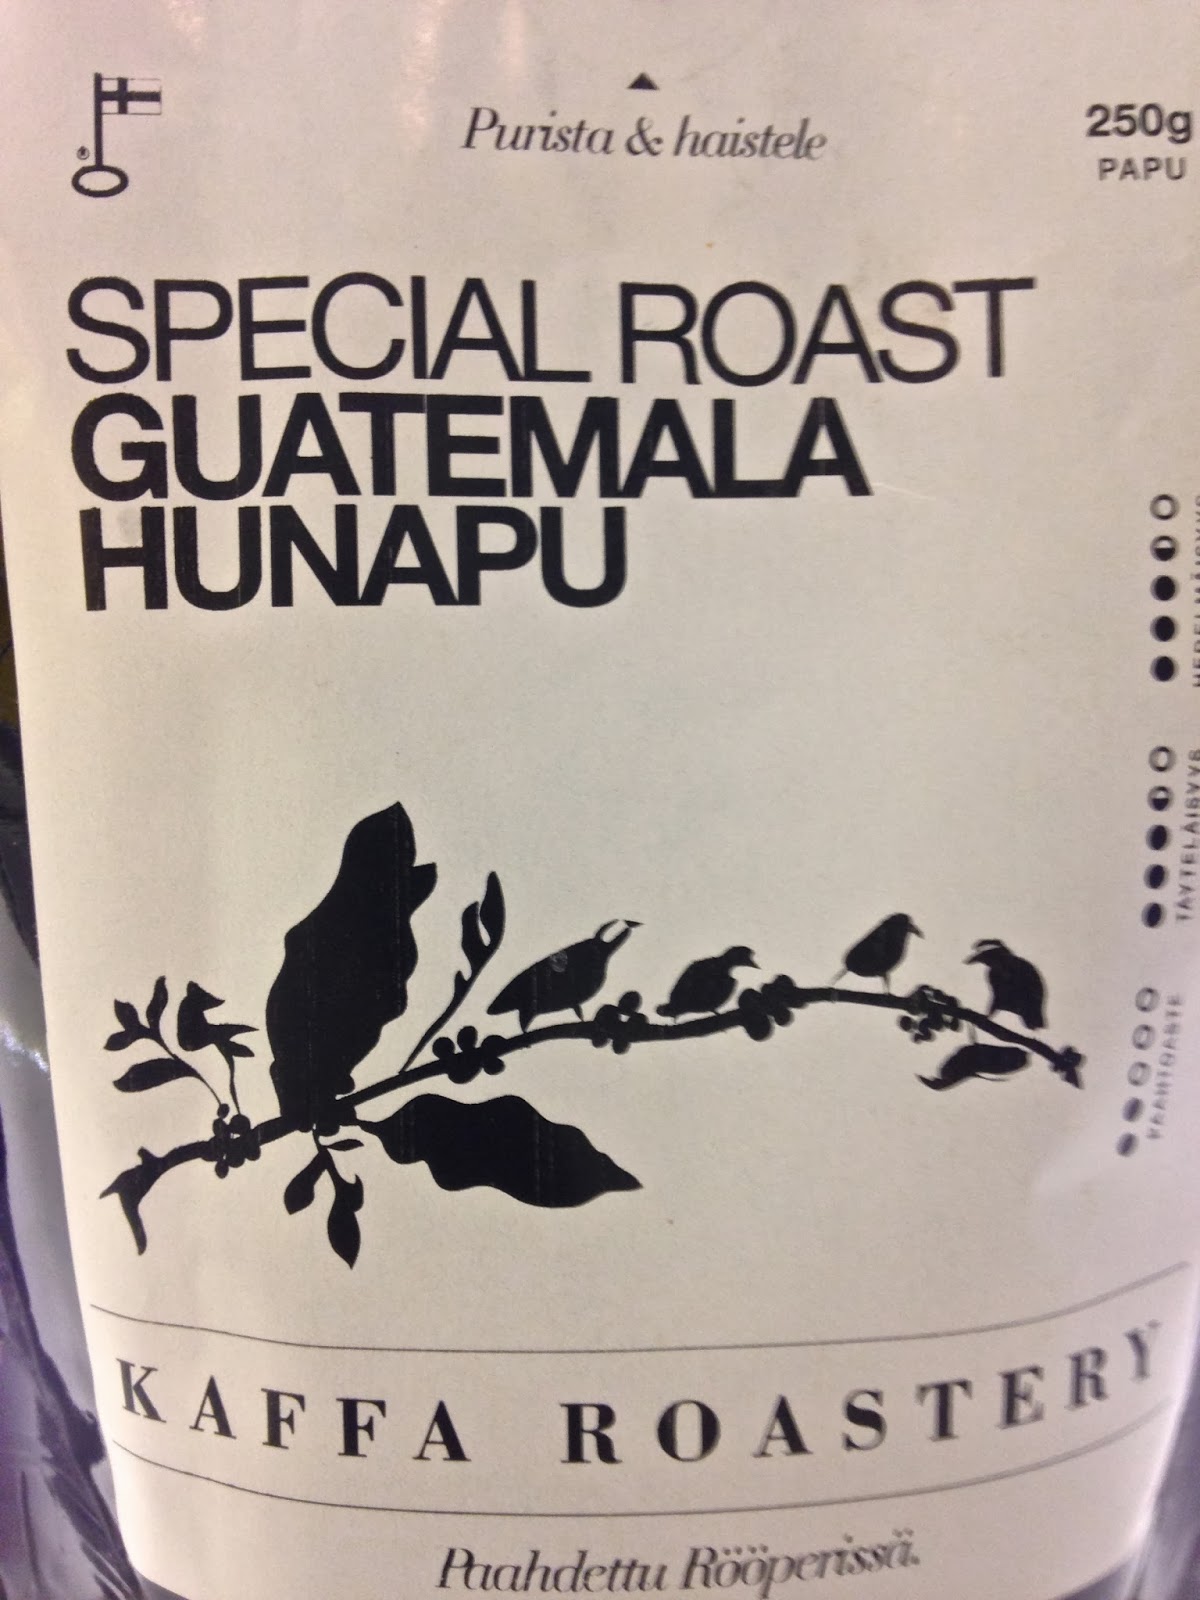 Purista & haistele
250g
PAPU
®
SPECIAL ROAST
GUATEMALA
HUNAPU
TÄYTELÄISYYS
PAAHTOASTE
KAFFA ROASTERY
Paahdettu Rööperissä.